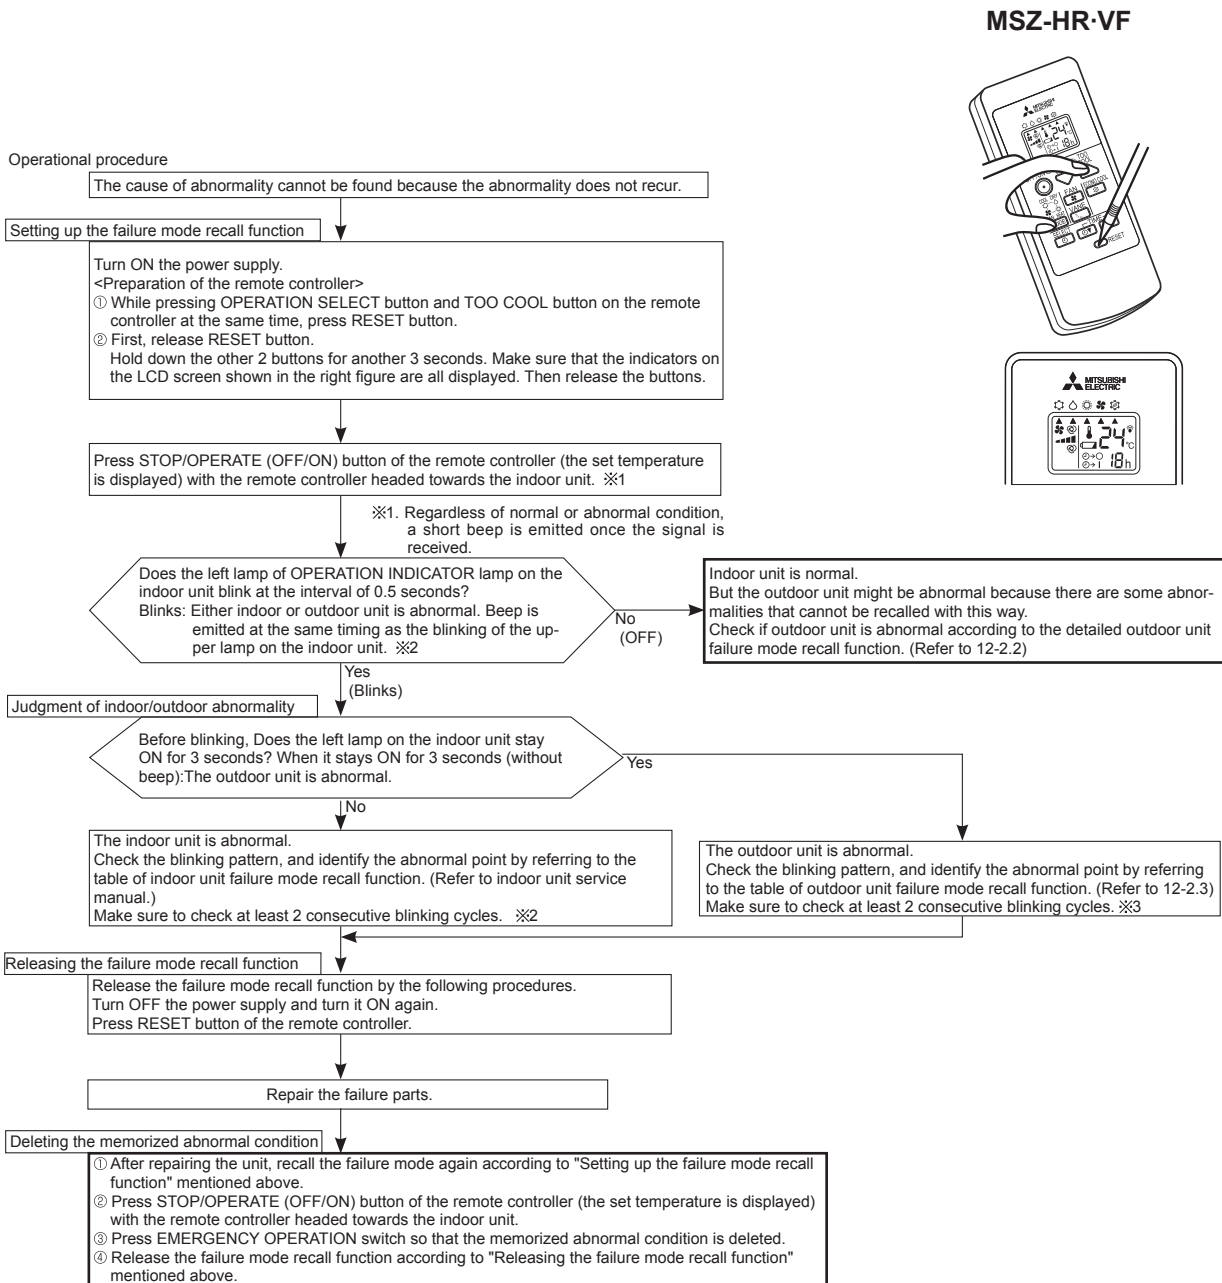 MSZ-HR·VF
MITSUBISHI
ELECTRIC
24
18h
TOO
COOL
FAN
ECONO COOL
COOL DRY
VANE
SELECT
TIME
RESET
MITSUBISHI
ELECTRIC
24°C
18h
Operational procedure
The cause of abnormality cannot be found because the abnormality does not recur.
Setting up the failure mode recall function
Turn ON the power supply.
<Preparation of the remote controller>
① While pressing OPERATION SELECT button and TOO COOL button on the remote
controller at the same time, press RESET button.
② First, release RESET button.
Hold down the other 2 buttons for another 3 seconds. Make sure that the indicators on
the LCD screen shown in the right figure are all displayed. Then release the buttons.
Press STOP/OPERATE (OFF/ON) button of the remote controller (the set temperature
is displayed) with the remote controller headed towards the indoor unit. ※1
※1. Regardless of normal or abnormal condition,
a short beep is emitted once the signal is
received.
Does the left lamp of OPERATION INDICATOR lamp on the
indoor unit blink at the interval of 0.5 seconds?
Blinks: Either indoor or outdoor unit is abnormal. Beep is
emitted at the same timing as the blinking of the up-
per lamp on the indoor unit. ※2
No
(OFF)
Indoor unit is normal.
But the outdoor unit might be abnormal because there are some abnor-
malities that cannot be recalled with this way.
Check if outdoor unit is abnormal according to the detailed outdoor unit
failure mode recall function. (Refer to 12-2.2)
Yes
(Blinks)
Judgment of indoor/outdoor abnormality
Before blinking, Does the left lamp on the indoor unit stay
ON for 3 seconds? When it stays ON for 3 seconds (without
beep):The outdoor unit is abnormal.
Yes
No
The indoor unit is abnormal.
Check the blinking pattern, and identify the abnormal point by referring to the
table of indoor unit failure mode recall function. (Refer to indoor unit service
manual.)
Make sure to check at least 2 consecutive blinking cycles. ※2
The outdoor unit is abnormal.
Check the blinking pattern, and identify the abnormal point by referring
to the table of outdoor unit failure mode recall function. (Refer to 12-2.3)
Make sure to check at least 2 consecutive blinking cycles. ※3
Releasing the failure mode recall function
Release the failure mode recall function by the following procedures.
Turn OFF the power supply and turn it ON again.
Press RESET button of the remote controller.
Repair the failure parts.
Deleting the memorized abnormal condition
① After repairing the unit, recall the failure mode again according to "Setting up the failure mode recall
function" mentioned above.
② Press STOP/OPERATE (OFF/ON) button of the remote controller (the set temperature is displayed)
with the remote controller headed towards the indoor unit.
③ Press EMERGENCY OPERATION switch so that the memorized abnormal condition is deleted.
④ Release the failure mode recall function according to "Releasing the failure mode recall function"
mentioned above.